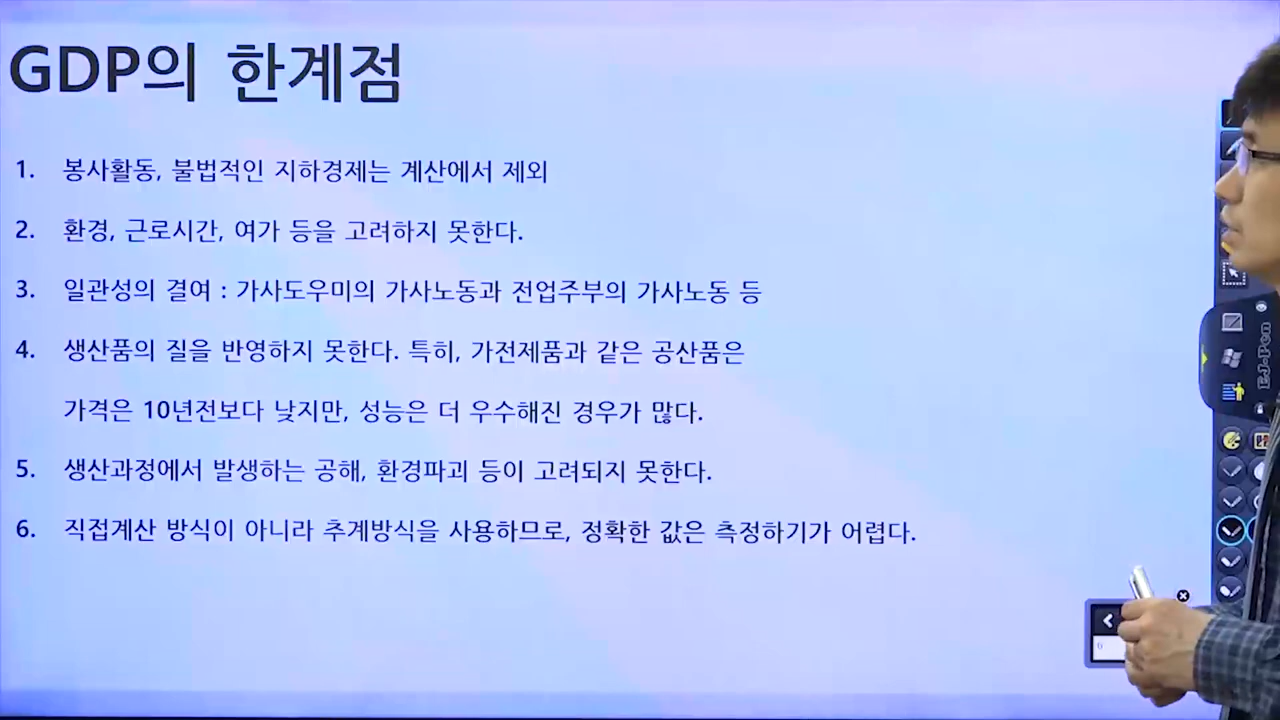 GDP의 한계점
1. 봉사활동, 불법적인 지하경제는 계산에서 제외
2. 환경, 근로시간, 여가 등을 고려하지 못한다.
3. 일관성의 결여 : 가사도우미의 가사노동과 전업주부의 가사노동 등
4. 생산품의 질을 반영하지 못한다. 특히, 가전제품과 같은 공산품은
가격은 10년전보다 낮지만, 성능은 더 우수해진 경우가 많다.
5. 생산과정에서 발생하는 공해, 환경파괴 등이 고려되지 못한다.
6. 직접계산 방식이 아니라 추계방식을 사용하므로, 정확한 값은 측정하기가 어렵다.
EJ-Pen
6